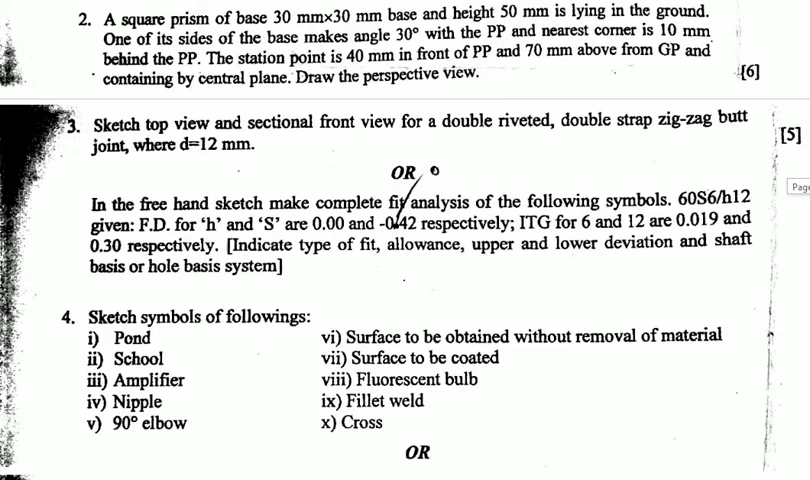 2. A square prism of base 30 mm×30 mm base and height 50 mm is lying in the ground.
One of its sides of the base makes angle 30° with the PP and nearest corner is 10 mm
behind the PP. The station point is 40 mm in front of PP and 70 mm above from GP and
containing by central plane. Draw the perspective view. [6]
3. Sketch top view and sectional front view for a double riveted, double strap zig-zag butt
joint, where d=12 mm. [5]
OR
Page
In the free hand sketch make complete fit analysis of the following symbols. 60S6/h12
given: F.D. for ‘h’ and ‘S’ are 0.00 and -0.42 respectively; ITG for 6 and 12 are 0.019 and
0.30 respectively. [Indicate type of fit, allowance, upper and lower deviation and shaft
basis or hole basis system]
4. Sketch symbols of followings:
i) Pond
ii) School
iii) Amplifier
iv) Nipple
v) 90° elbow
vi) Surface to be obtained without removal of material
vii) Surface to be coated
viii) Fluorescent bulb
ix) Fillet weld
x) Cross
OR